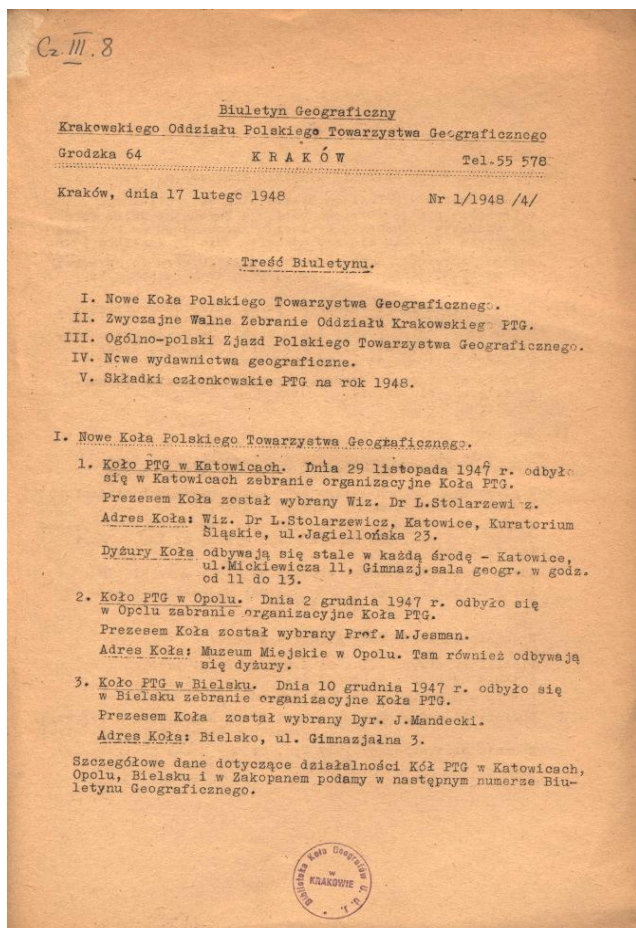 Cz. III. 8
Biuletyn Geograficzny
Krakowskiego Oddziału Polskiego Towarzystwa Geograficznego
Grodzka 64 KRAKÓW Tel.55 578
Kraków, dnia 17 lutego 1948 Nr 1/1948 /4/
Treść Biuletynu.
I. Nowe Koła Polskiego Towarzystwa Geograficznego.
II. Zwyczajne Walne Zebranie Oddziału Krakowskiego PTG.
III. Ogólno-polski Zjazd Polskiego Towarzystwa Geograficznego.
IV. Nowe wydawnictwa geograficzne.
V. Składki członkowskie PTG na rok 1948.
I. Nowe Koła Polskiego Towarzystwa Geograficznego.
1. Koło PTG w Katowicach. Dnia 29 listopada 1947 r. odbyło
się w Katowicach zebranie organizacyjne Koła PTG.
Prezesem Koła został wybrany Wiz. Dr L.Stolarzewicz.
Adres Koła: Wiz. Dr L.Stolarzewicz, Katowice, Kuratorium
Śląskie, ul.Jagiellońska 23.
Dyżury Koła odbywają się stale w każdą środę - Katowice,
ul.Mickiewicza 11, Gimnazj.sala geogr. w godz.
od 11 do 13.
2. Koło PTG w Opolu. Dnia 2 grudnia 1947 r. odbyło się
w Opolu zabranie organizacyjne Koła PTG.
Prezesem Koła został wybrany Prof. M.Jesman.
Adres Koła: Muzeum Miejskie w Opolu. Tam również odbywają
się dyżury.
3. Koło PTG w Bielsku. Dnia 10 grudnia 1947 r. odbyło się
w Bielsku zebranie organizacyjne Koła PTG.
Prezesem Koła został wybrany Dyr. J.Mandecki.
Adres Koła: Bielsko, ul. Gimnazjalna 3.
Szczegółowe dane dotyczące działalności Kół PTG w Katowicach,
Opolu, Bielsku i w Zakopanem podamy w następnym numerze Biu-
letynu Geograficznego.
Biblioteka Koła Geografów U. U. J.
w
KRAKOWIE